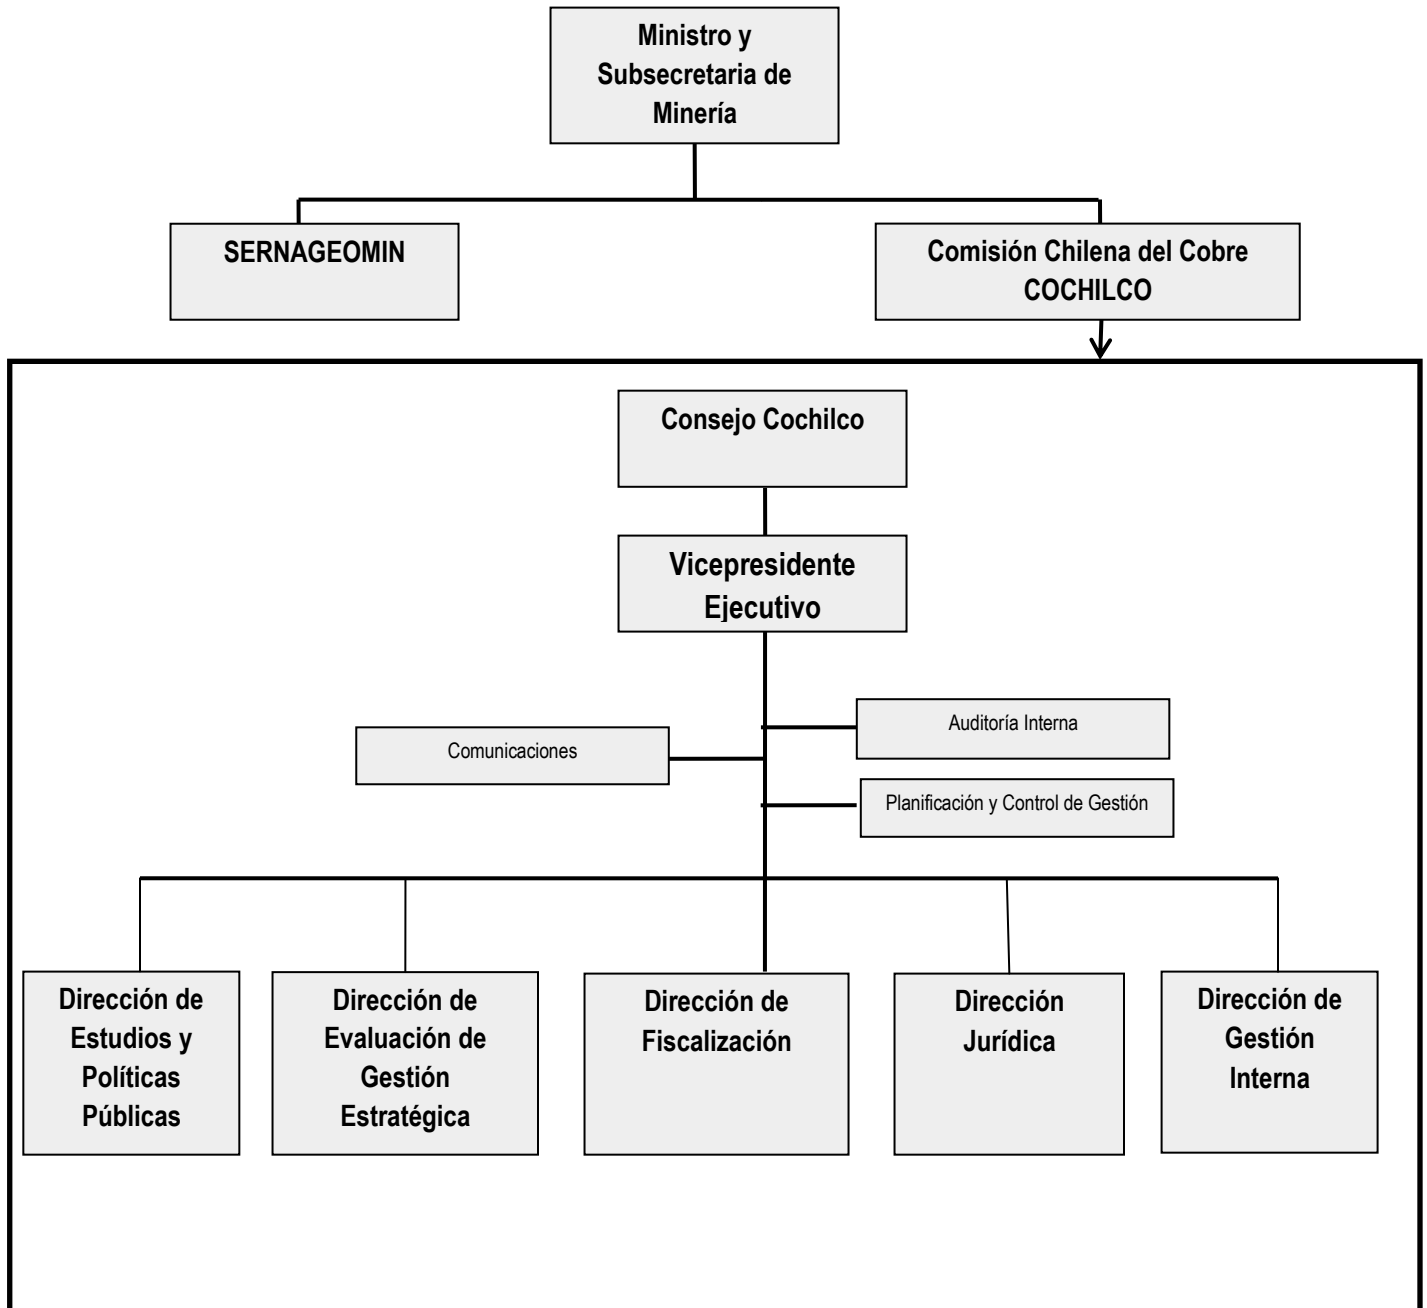 Ministro y
Subsecretaria de
Minería
SERNAGEOMIN
Comisión Chilena del Cobre
COCHILCO
Consejo Cochilco
Vicepresidente
Ejecutivo
Auditoría Interna
Comunicaciones
Planificación y Control de Gestión
Dirección de
Estudios y
Políticas
Públicas
Dirección de
Evaluación de
Gestión
Estratégica
Dirección de
Fiscalización
Dirección
Jurídica
Dirección de
Gestión
Interna